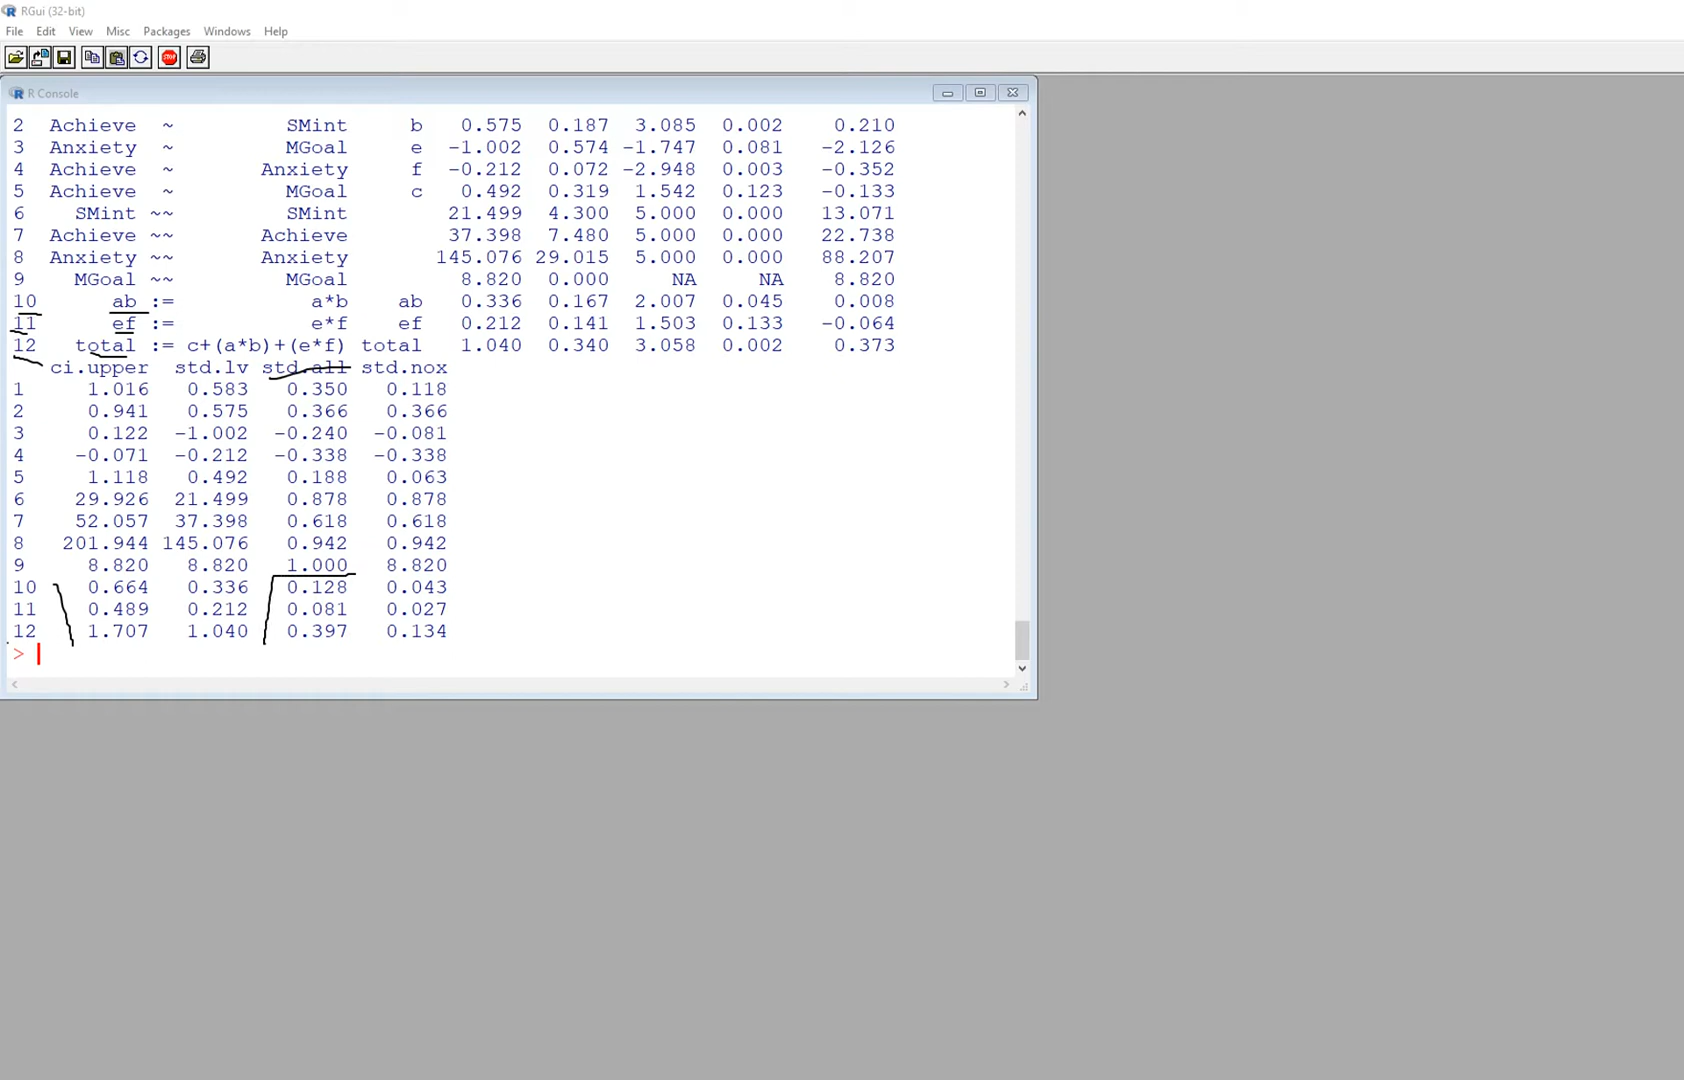 RGui (32-bit)
File Edit View Misc Packages Windows Help
STOP
R Console
2 Achieve ~ SMint b 0.575 0.187 3.085 0.002 0.210
3 Anxiety ~ MGoal e -1.002 0.574 -1.747 0.081 -2.126
4 Achieve ~ Anxiety f -0.212 0.072 -2.948 0.003 -0.352
5 Achieve ~ MGoal c 0.492 0.319 1.542 0.123 -0.133
6 SMint ~~ SMint 21.499 4.300 5.000 0.000 13.071
7 Achieve ~~ Achieve 37.398 7.480 5.000 0.000 22.738
8 Anxiety ~~ Anxiety 145.076 29.015 5.000 0.000 88.207
9 MGoal ~~ MGoal 8.820 0.000 NA NA 8.820
10 ab := a*b ab 0.336 0.167 2.007 0.045 0.008
11 ef := e*f ef 0.212 0.141 1.503 0.133 -0.064
12 total := c+(a*b)+(e*f) total 1.040 0.340 3.058 0.002 0.373
ci.upper std.lv std.all std.nox
1 1.016 0.583 0.350 0.118
2 0.941 0.575 0.366 0.366
3 0.122 -1.002 -0.240 -0.081
4 -0.071 -0.212 -0.338 -0.338
5 1.118 0.492 0.188 0.063
6 29.926 21.499 0.878 0.878
7 52.057 37.398 0.618 0.618
8 201.944 145.076 0.942 0.942
9 8.820 8.820 1.000 8.820
10 0.664 0.336 0.128 0.043
11 0.489 0.212 0.081 0.027
12 1.707 1.040 0.397 0.134
>